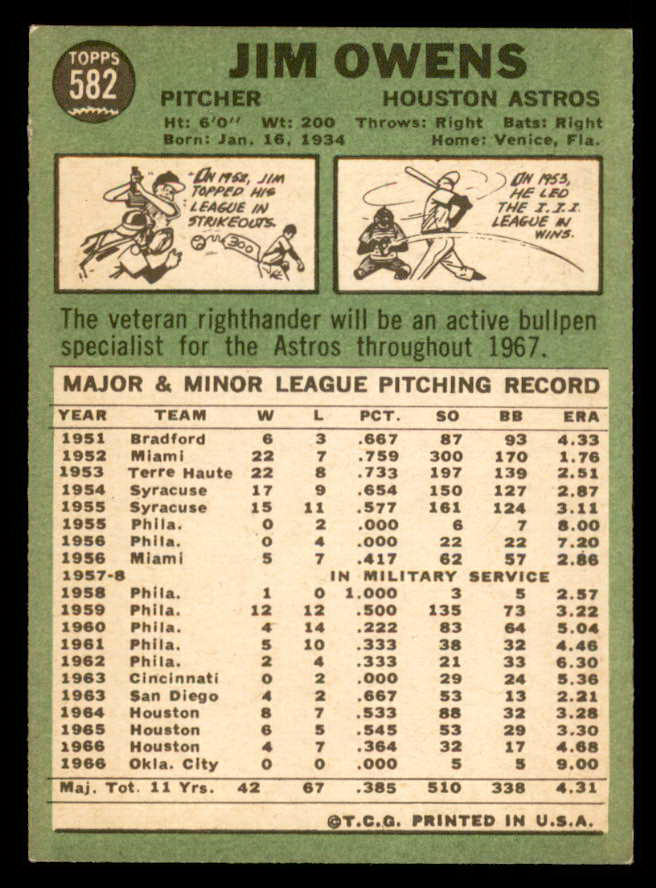 TOPPS
582
JIM OWENS
PITCHER HOUSTON ASTROS
Ht: 6'0" Wt: 200 Throws: Right Bats: Right
Born: Jan. 16, 1934 Home: Venice, Fla.
IN 1952, JIM
TOPPED HIS
LEAGUE IN
STRIKEOUTS.
300
IN 1953,
HE LED
THE I.I.I.
LEAGUE IN
WINS.
The veteran righthander will be an active bullpen
specialist for the Astros throughout 1967.
MAJOR & MINOR LEAGUE PITCHING RECORD
YEAR TEAM W L PCT. SO BB ERA
1951 Bradford 6 3 .667 87 93 4.33
1952 Miami 22 7 .759 300 170 1.76
1953 Terre Haute 22 8 .733 197 139 2.51
1954 Syracuse 17 9 .654 150 127 2.87
1955 Syracuse 15 11 .577 161 124 3.11
1955 Phila. 0 2 .000 6 7 8.00
1956 Phila. 0 4 .000 22 22 7.20
1956 Miami 5 7 .417 62 57 2.86
1957-8 IN MILITARY SERVICE
1958 Phila. 1 0 1.000 3 5 2.57
1959 Phila. 12 12 .500 135 73 3.22
1960 Phila. 4 14 .222 83 64 5.04
1961 Phila. 5 10 .333 38 32 4.46
1962 Phila. 2 4 .333 21 33 6.30
1963 Cincinnati 0 2 .000 29 24 5.36
1963 San Diego 4 2 .667 53 13 2.21
1964 Houston 8 7 .533 88 32 3.28
1965 Houston 6 5 .545 53 29 3.30
1966 Houston 4 7 .364 32 17 4.68
1966 Okla. City 0 0 .000 5 5 9.00
Maj. Tot. 11 Yrs. 42 67 .385 510 338 4.31
©T.C.G. PRINTED IN U.S.A.